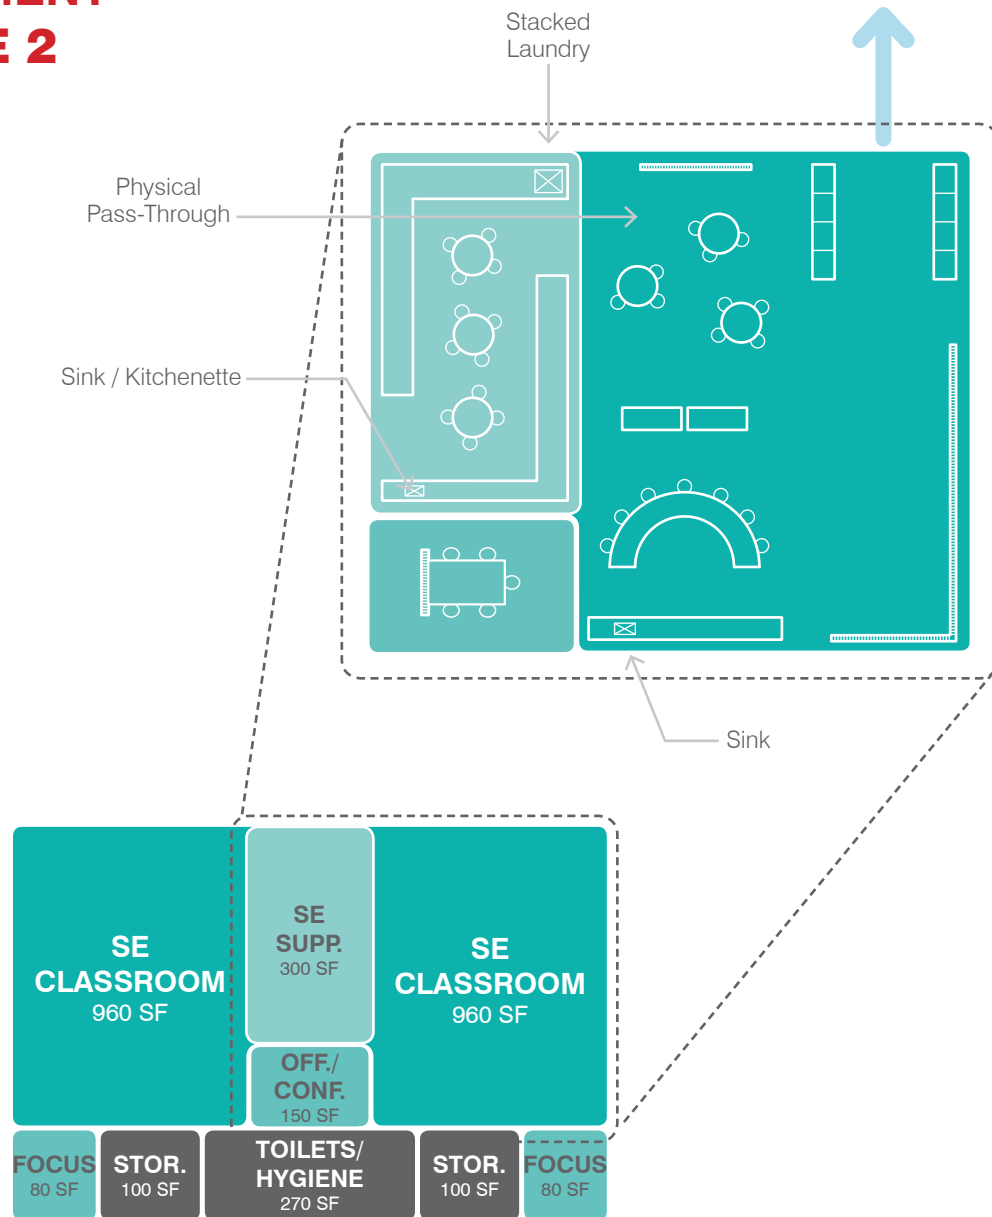 E 2
Stacked
Laundry
Physical
Pass-Through
Sink / Kitchenette
Sink
SE
CLASSROOM
960 SF
SE
SUPP.
300 SF
SE
CLASSROOM
960 SF
OFF./
CONF.
150 SF
FOCUS
80 SF
STOR.
100 SF
TOILETS/
HYGIENE
270 SF
STOR.
100 SF
FOCUS
80 SF